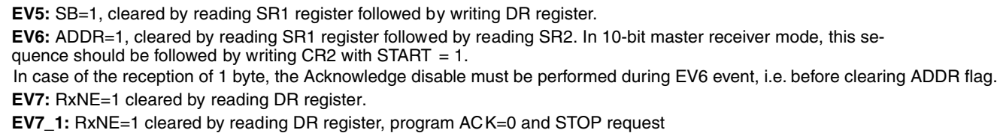 EV5: SB=1, cleared by reading SR1 register followed by writing DR register.
EV6: ADDR=1, cleared by reading SR1 register followed by reading SR2. In 10-bit master receiver mode, this se-
quence should be followed by writing CR2 with START = 1.
In case of the reception of 1 byte, the Acknowledge disable must be performed during EV6 event, i.e. before clearing ADDR flag.
EV7: RxNE=1 cleared by reading DR register.
EV7_1: RxNE=1 cleared by reading DR register, program ACK=0 and STOP request